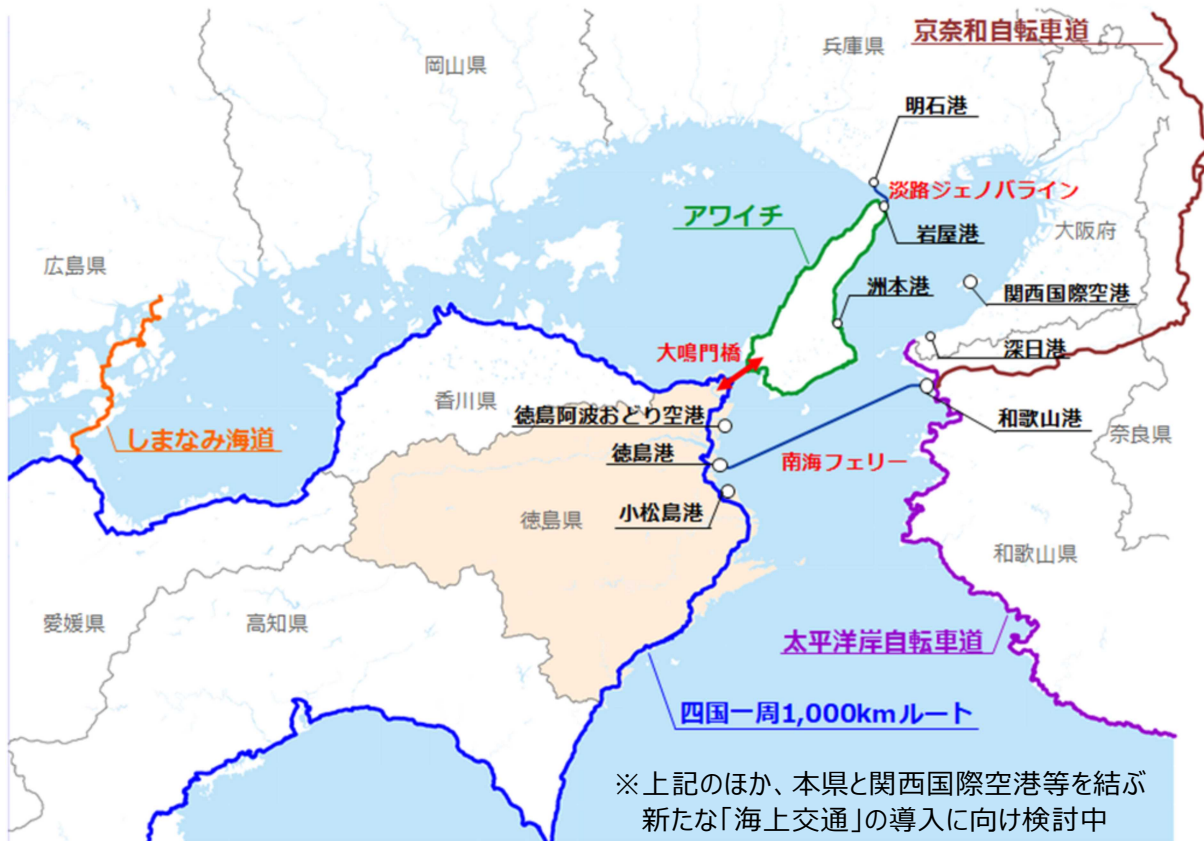 京奈和自転車道
兵庫県
岡山県
明石港
淡路ジェノバライン
アワイチ
岩屋港
大阪府
広島県
洲本港
関西国際空港
大鳴門橋
深日港
香川県
徳島阿波おどり空港
和歌山港
しまなみ海道
奈良県
徳島港
南海フェリー
小松島港
徳島県
和歌山県
愛媛県
高知県
太平洋岸自転車道
四国一周1,000kmルート
※上記のほか、本県と関西国際空港等を結ぶ
新たな「海上交通」の導入に向け検討中